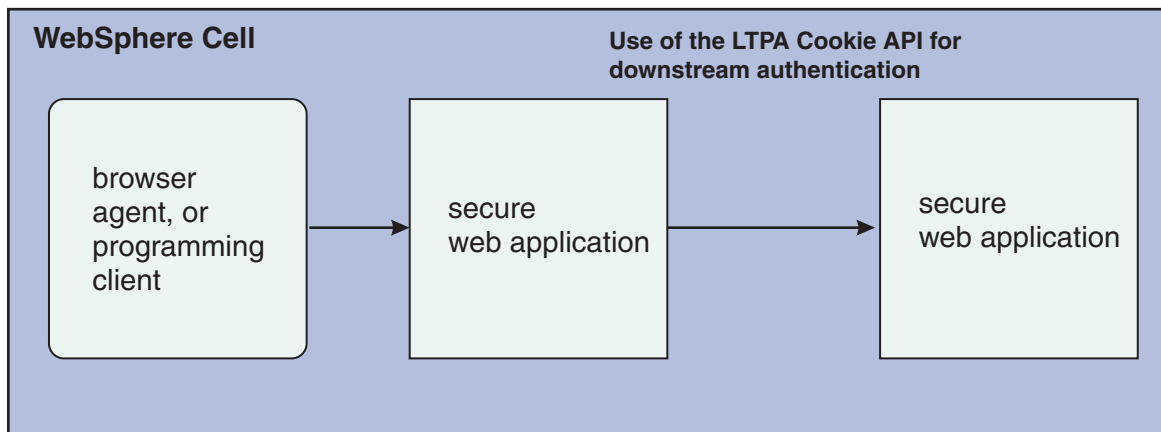 WebSphere Cell
Use of the LTPA Cookie API for
downstream authentication
browser
agent, or
programming
client
secure
web application
secure
web application